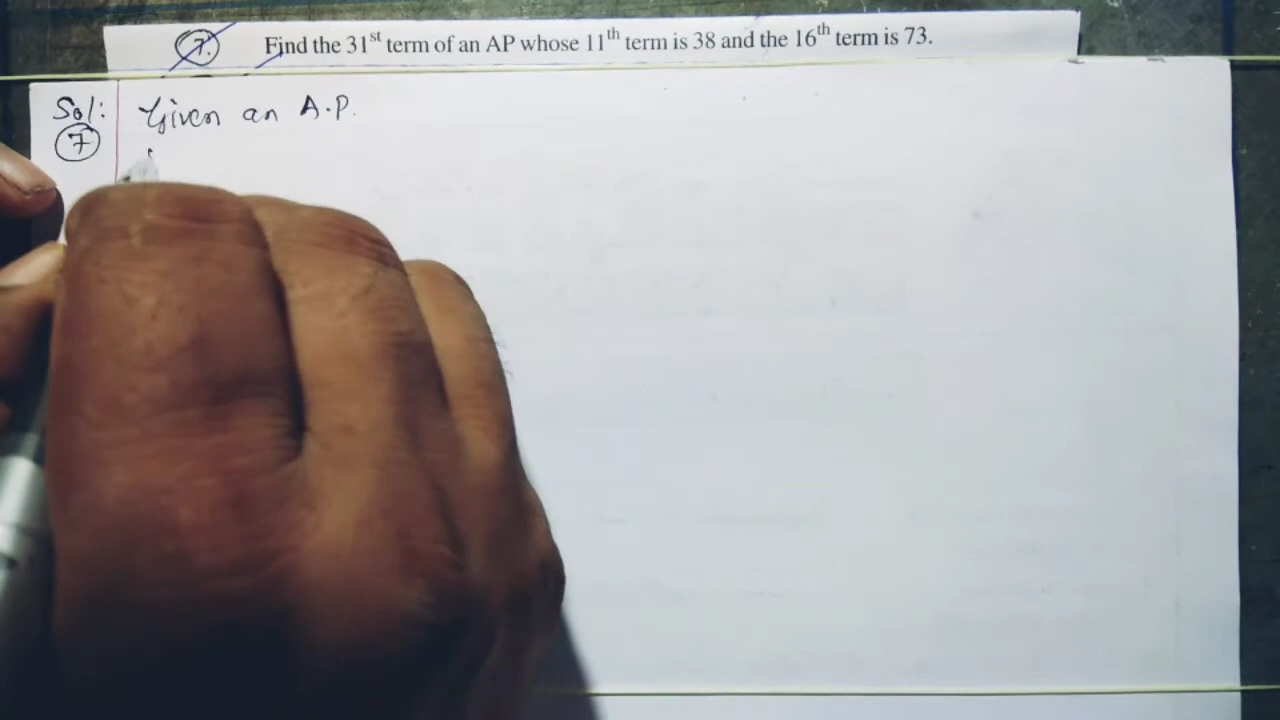 7. Find the 31st term of an AP whose 11th term is 38 and the 16th term is 73.
Sol: Given an A.P.
7